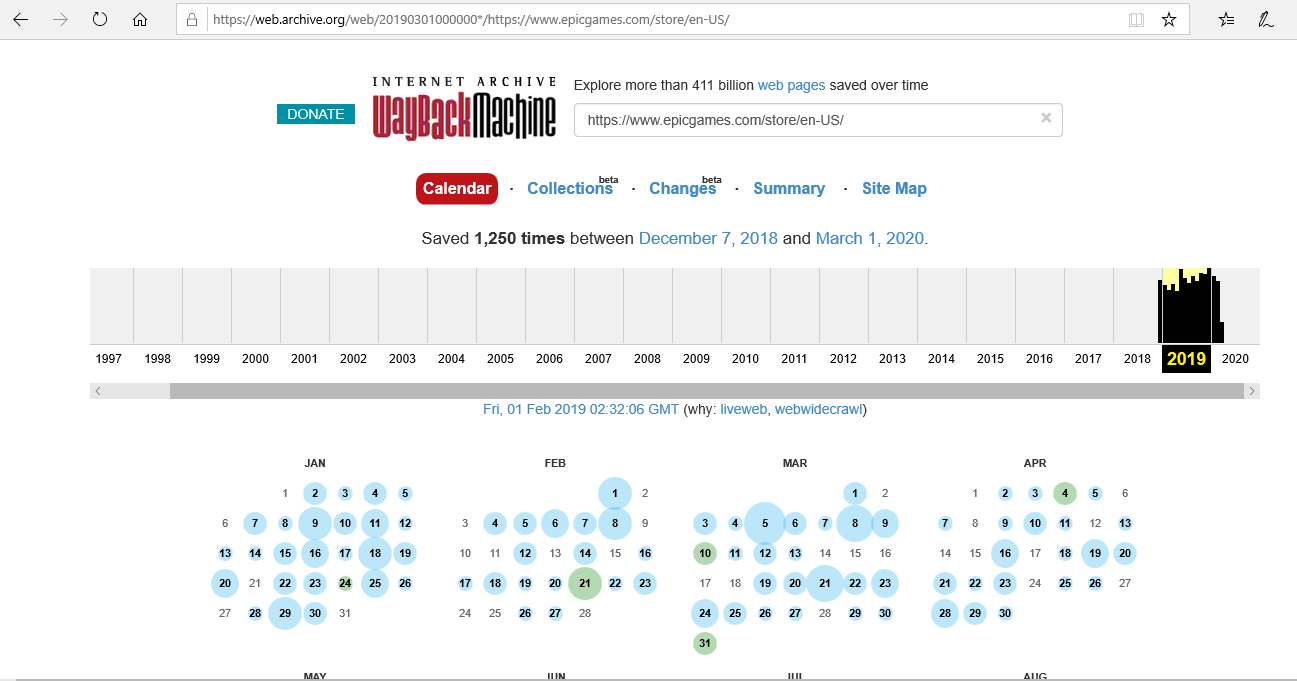 https://web.archive.org/web/20190301000000*/https://www.epicgames.com/store/en-US/
INTERNET ARCHIVE
WayBackMachine
DONATE
Explore more than 411 billion web pages saved over time
https://www.epicgames.com/store/en-US/
Calendar · Collections beta · Changes beta · Summary · Site Map
Saved 1,250 times between December 7, 2018 and March 1, 2020.
1997 1998 1999 2000 2001 2002 2003 2004 2005 2006 2007 2008 2009 2010 2011 2012 2013 2014 2015 2016 2017 2018 2019 2020
Fri, 01 Feb 2019 02:32:06 GMT (why: liveweb, webwidecrawl)
JAN
1 2 3 4 5
6 7 8 9 10 11 12
13 14 15 16 17 18 19
20 21 22 23 24 25 26
27 28 29 30 31
FEB
1 2
3 4 5 6 7 8 9
10 11 12 13 14 15 16
17 18 19 20 21 22 23
24 25 26 27 28
MAR
1 2
3 4 5 6 7 8 9
10 11 12 13 14 15 16
17 18 19 20 21 22 23
24 25 26 27 28 29 30
31
APR
1 2 3 4 5 6
7 8 9 10 11 12 13
14 15 16 17 18 19 20
21 22 23 24 25 26 27
28 29 30
MAY JUN JUL AUG